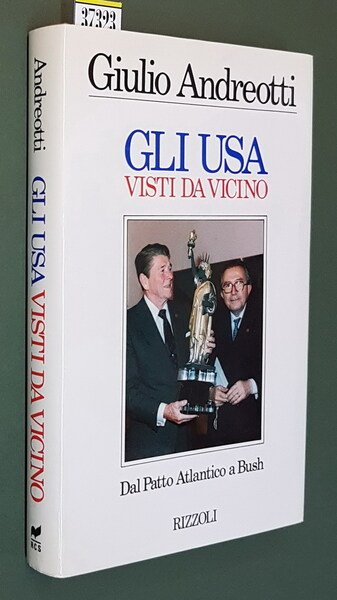 37323
Giulio Andreotti
GLI USA
VISTI DA VICINO
Dal Patto Atlantico a Bush
RIZZOLI
Andreotti GLI USA VISTI DA VICINO
RCS